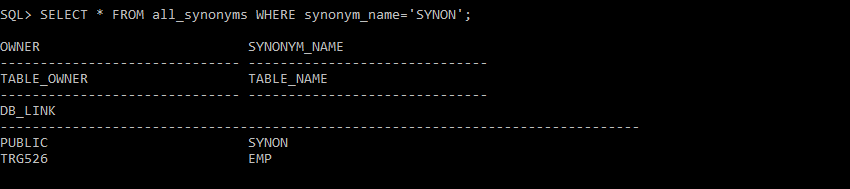 SQL> SELECT * FROM all_synonyms WHERE synonym_name='SYNON';
OWNER                          SYNONYM_NAME
------------------------------ ------------------------------
TABLE_OWNER                    TABLE_NAME
------------------------------ ------------------------------
DB_LINK
--------------------------------------------------------------------------------
PUBLIC                         SYNON
TRG526                         EMP